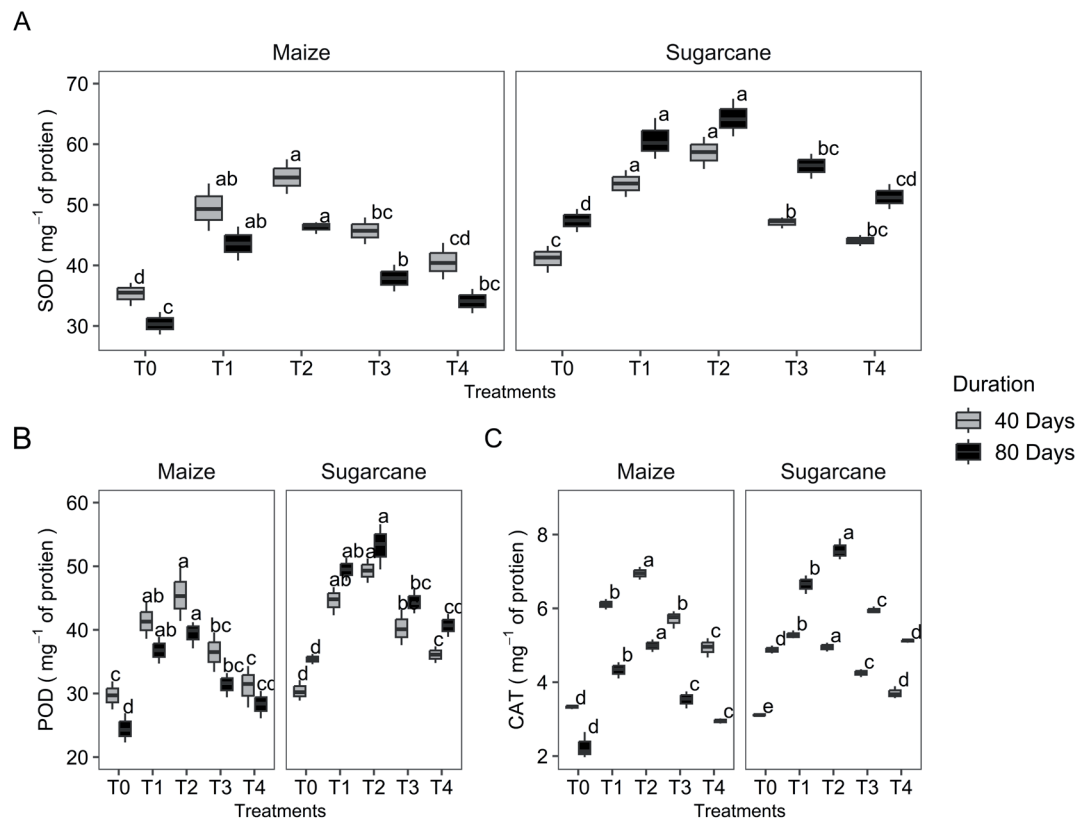 A
Maize Sugarcane
70
60
50
40
30
SOD ( mg⁻¹ of protien )
d c ab ab a a bc b cd bc
c d a a a a b bc bc cd
T0 T1 T2 T3 T4 T0 T1 T2 T3 T4
Treatments
Duration
40 Days
80 Days
B
Maize Sugarcane
60
50
40
30
20
POD ( mg⁻¹ of protien )
c d ab ab a a bc bc c cd
d d ab ab a a b bc c cd
T0 T1 T2 T3 T4 T0 T1 T2 T3 T4
Treatments
C
Maize Sugarcane
8
6
4
2
CAT ( mg⁻¹ of protien )
d d b b a a b c c c
e d b b a a c c d d
T0 T1 T2 T3 T4 T0 T1 T2 T3 T4
Treatments